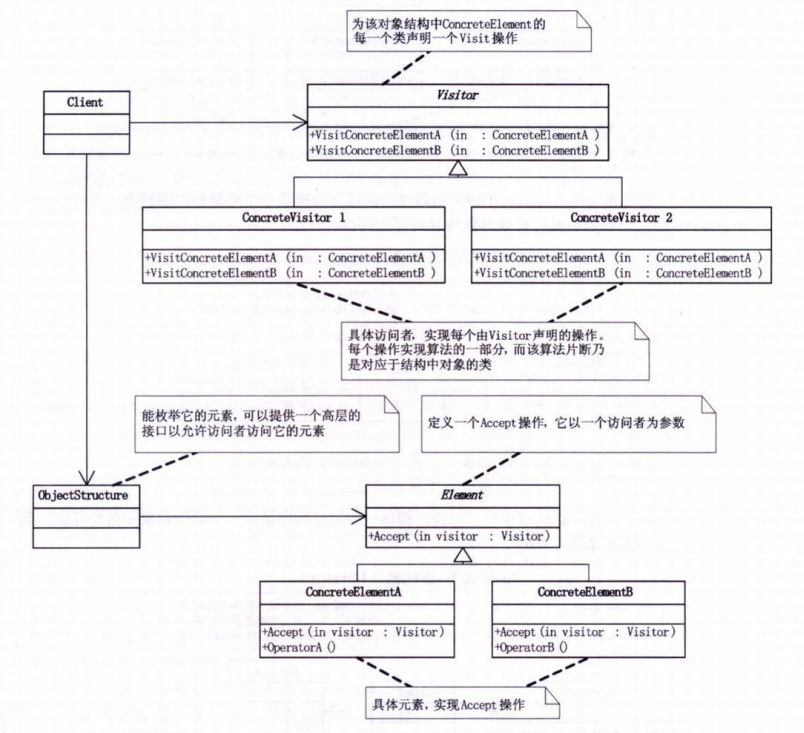 为该对象结构中ConcreteElement的
每一个类声明一个Visit操作
Client
Visitor
+VisitConcreteElementA (in : ConcreteElementA )
+VisitConcreteElementB (in : ConcreteElementB )
ConcreteVisitor 1
+VisitConcreteElementA (in : ConcreteElementA )
+VisitConcreteElementB (in : ConcreteElementB )
ConcreteVisitor 2
+VisitConcreteElementA (in : ConcreteElementA )
+VisitConcreteElementB (in : ConcreteElementB )
具体访问者，实现每个由Visitor声明的操作。
每个操作实现算法的一部分，而该算法片断乃
是对应于结构中对象的类
能枚举它的元素，可以提供一个高层的
接口以允许访问者访问它的元素
定义一个Accept操作，它以一个访问者为参数
ObjectStructure
Element
+Accept(in visitor : Visitor)
ConcreteElementA
+Accept(in visitor : Visitor)
+OperatorA()
ConcreteElementB
+Accept(in visitor : Visitor)
+OperatorB()
具体元素，实现Accept操作